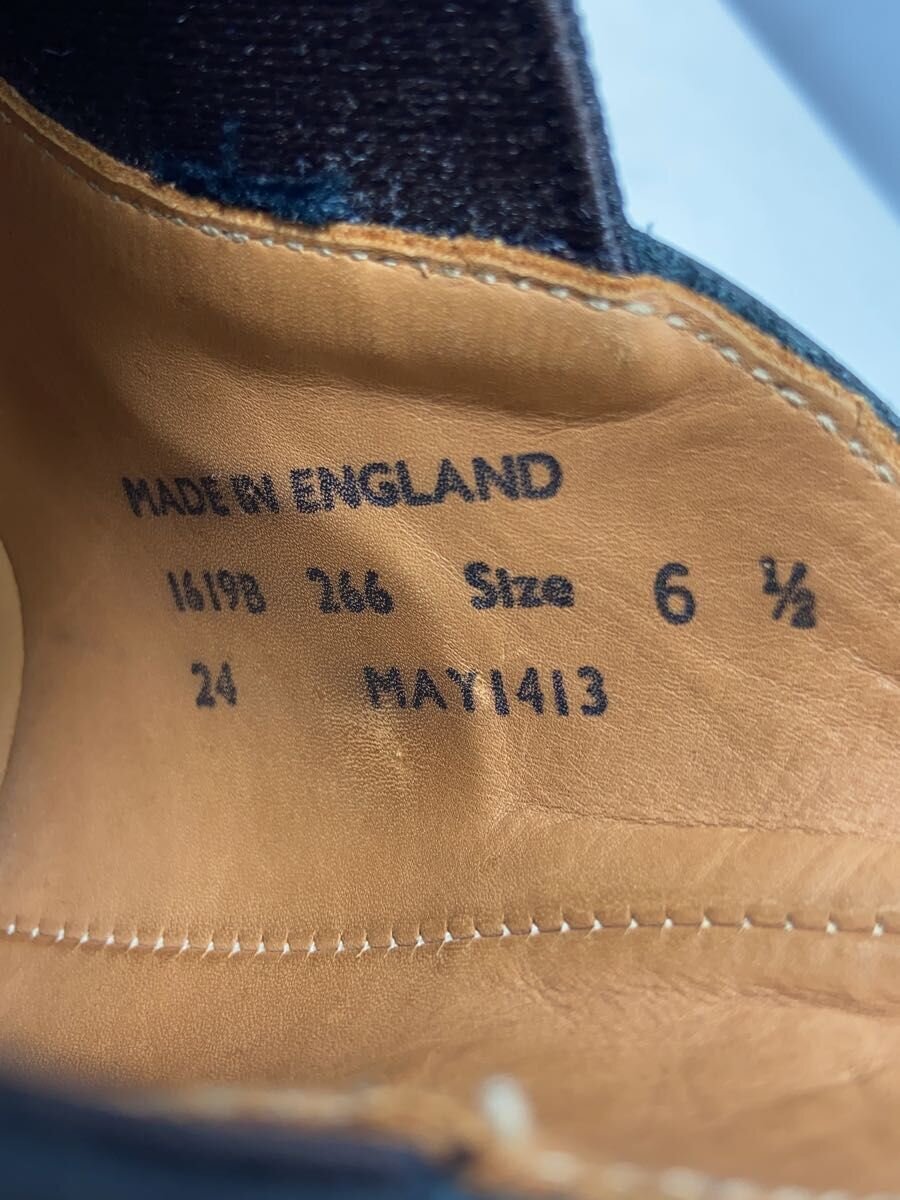 MADE IN ENGLAND
16198 266 Size 6 ½
24 MAY1413